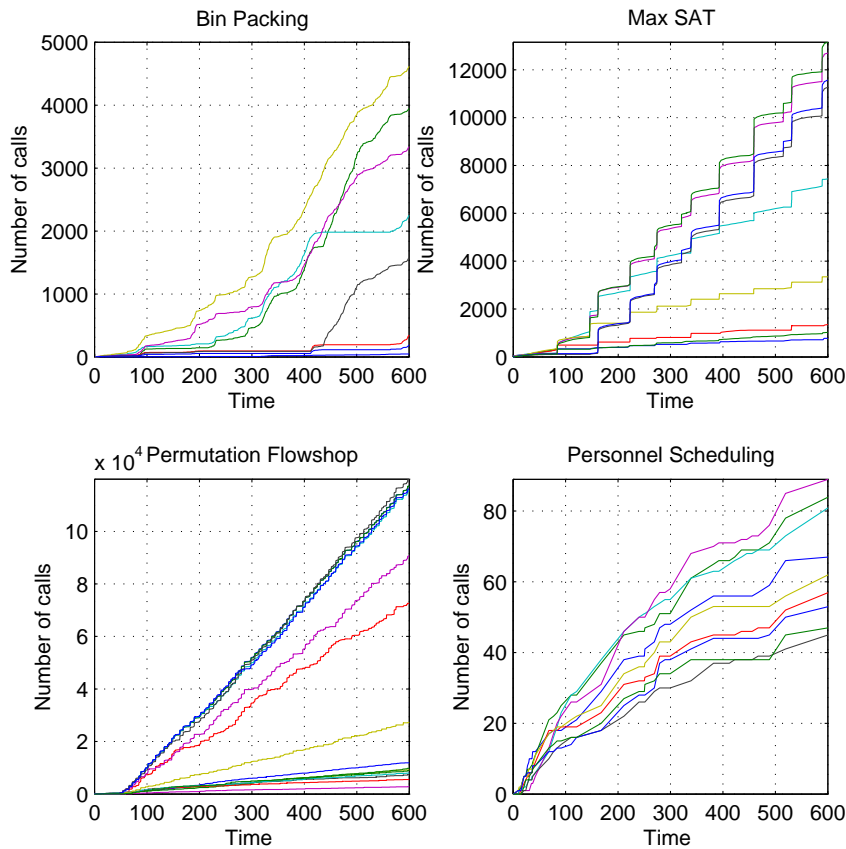 Bin Packing
Number of calls
5000
4000
3000
2000
1000
0
0 100 200 300 400 500 600
Time
Max SAT
Number of calls
12000
10000
8000
6000
4000
2000
0
0 100 200 300 400 500 600
Time
x 10^4 Permutation Flowshop
Number of calls
10
8
6
4
2
0
0 100 200 300 400 500 600
Time
Personnel Scheduling
Number of calls
80
60
40
20
0
0 100 200 300 400 500 600
Time